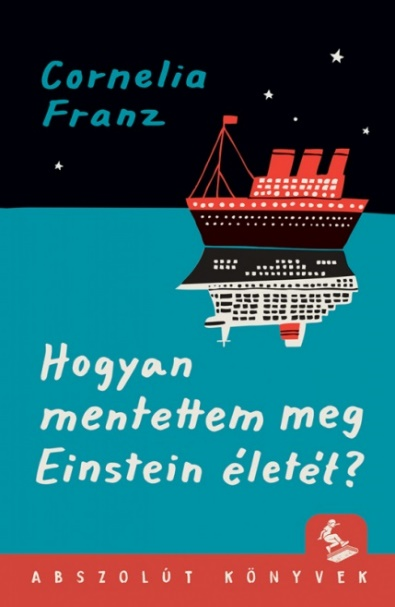 Cornelia
Franz
Hogyan
mentettem meg
Einstein életét?
ABSZOLÚT KÖNYVEK